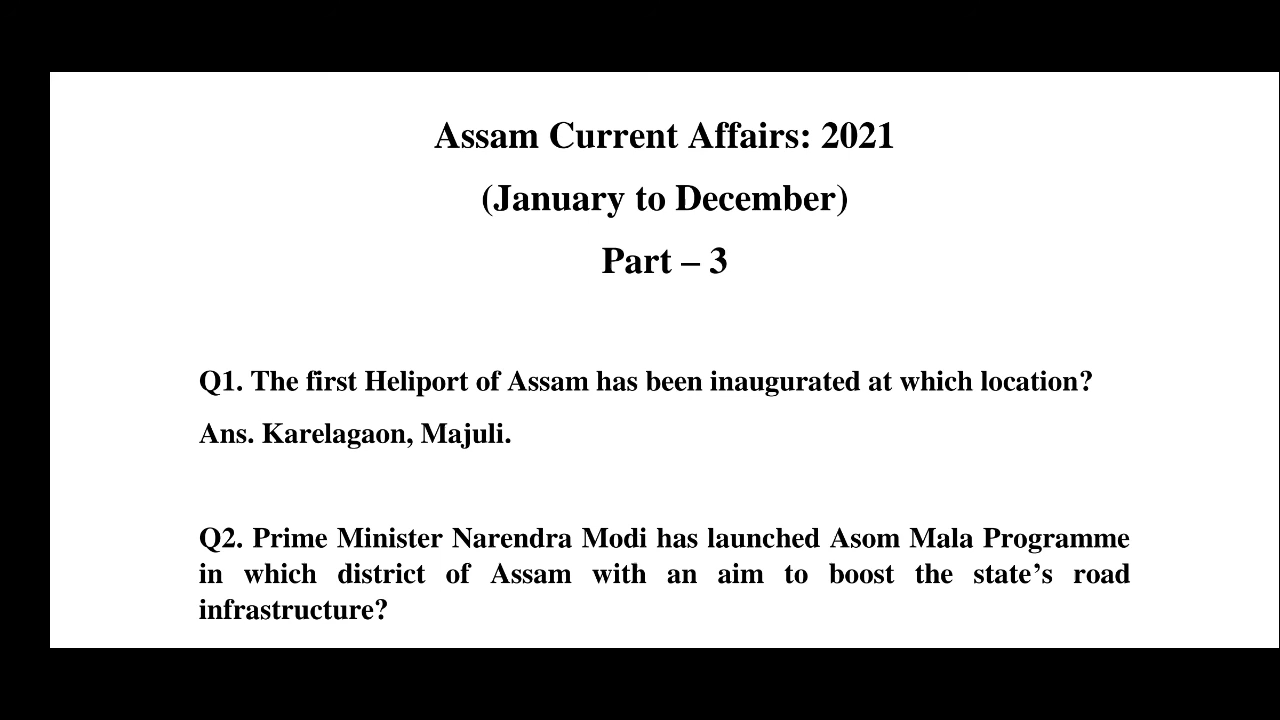 Assam Current Affairs: 2021
(January to December)
Part – 3
Q1. The first Heliport of Assam has been inaugurated at which location?
Ans. Karelagaon, Majuli.
Q2. Prime Minister Narendra Modi has launched Asom Mala Programme
in which district of Assam with an aim to boost the state’s road
infrastructure?